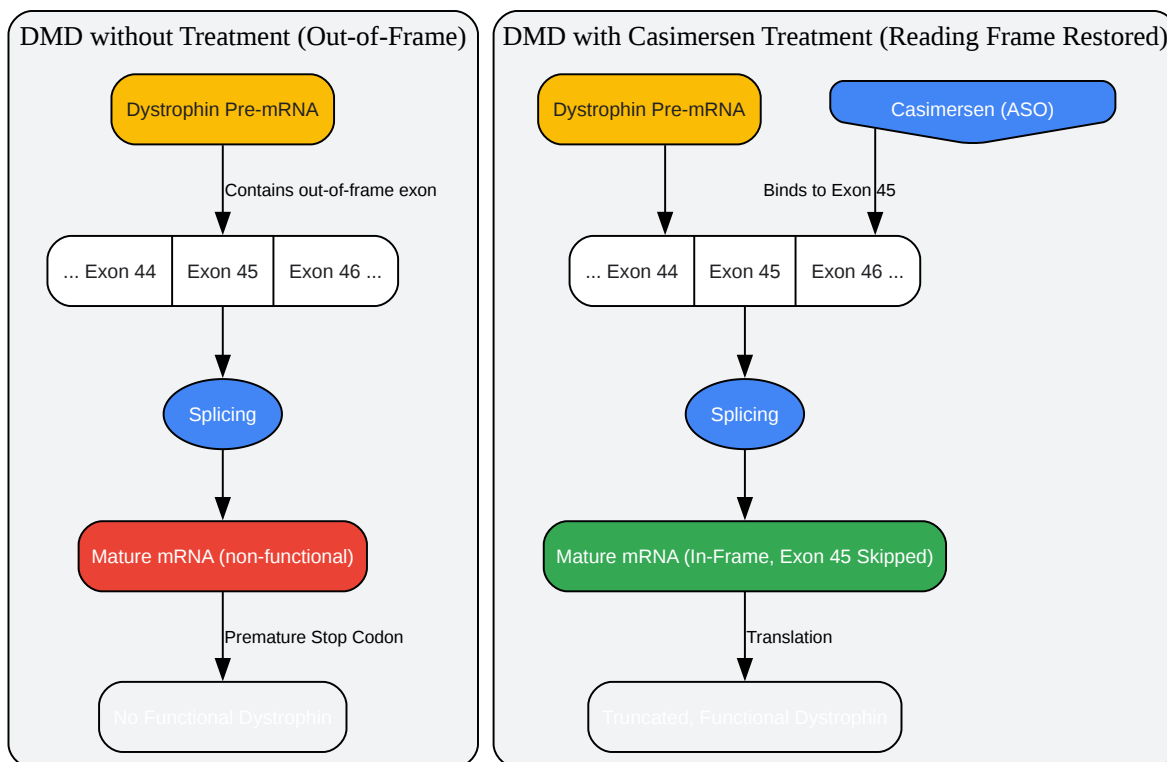 DMD without Treatment (Out-of-Frame)
Dystrophin Pre-mRNA
Contains out-of-frame exon
... Exon 44
Exon 45
Exon 46 ...
Splicing
Mature mRNA (non-functional)
Premature Stop Codon
No Functional Dystrophin
DMD with Casimersen Treatment (Reading Frame Restored)
Dystrophin Pre-mRNA
Casimersen (ASO)
Binds to Exon 45
... Exon 44
Exon 45
Exon 46 ...
Splicing
Mature mRNA (In-Frame, Exon 45 Skipped)
Translation
Truncated, Functional Dystrophin